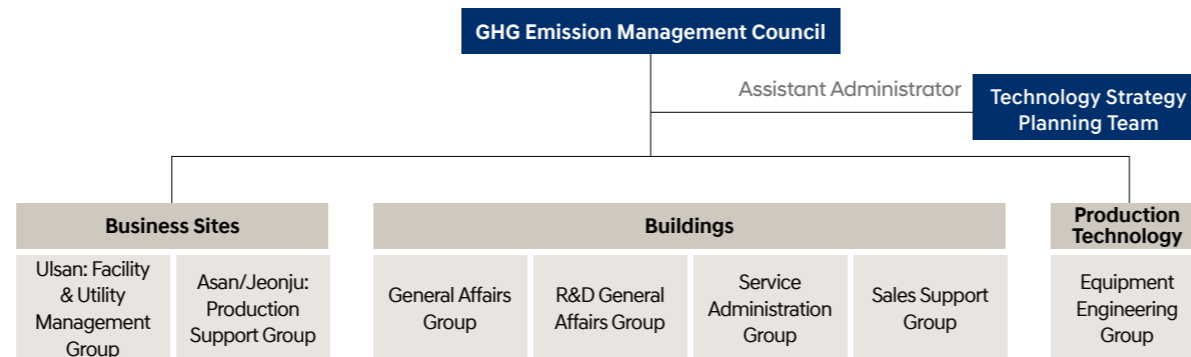 GHG Emission Management Council
Assistant Administrator
Technology Strategy
Planning Team
Business Sites
Buildings
Production
Technology
Ulsan: Facility
& Utility
Management
Group
Asan/Jeonju:
Production
Support Group
General Affairs
Group
R&D General
Affairs Group
Service
Administration
Group
Sales Support
Group
Equipment
Engineering
Group